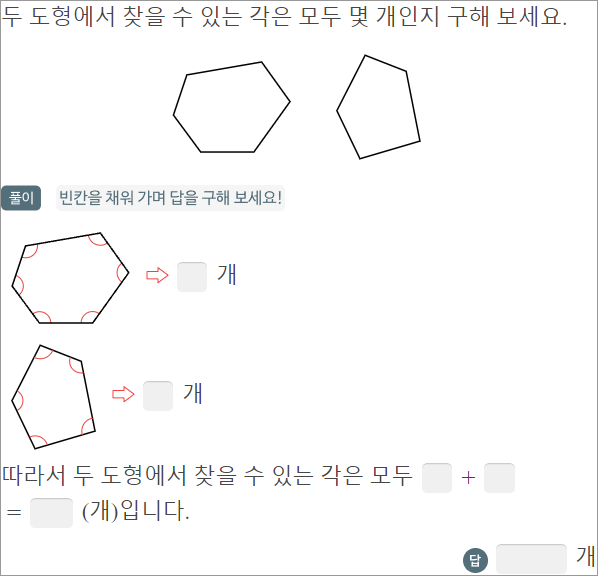 두 도형에서 찾을 수 있는 각은 모두 몇 개인지 구해 보세요.
풀이 빈칸을 채워 가며 답을 구해 보세요!
개
개
따라서 두 도형에서 찾을 수 있는 각은 모두 +
= (개)입니다.
답 개